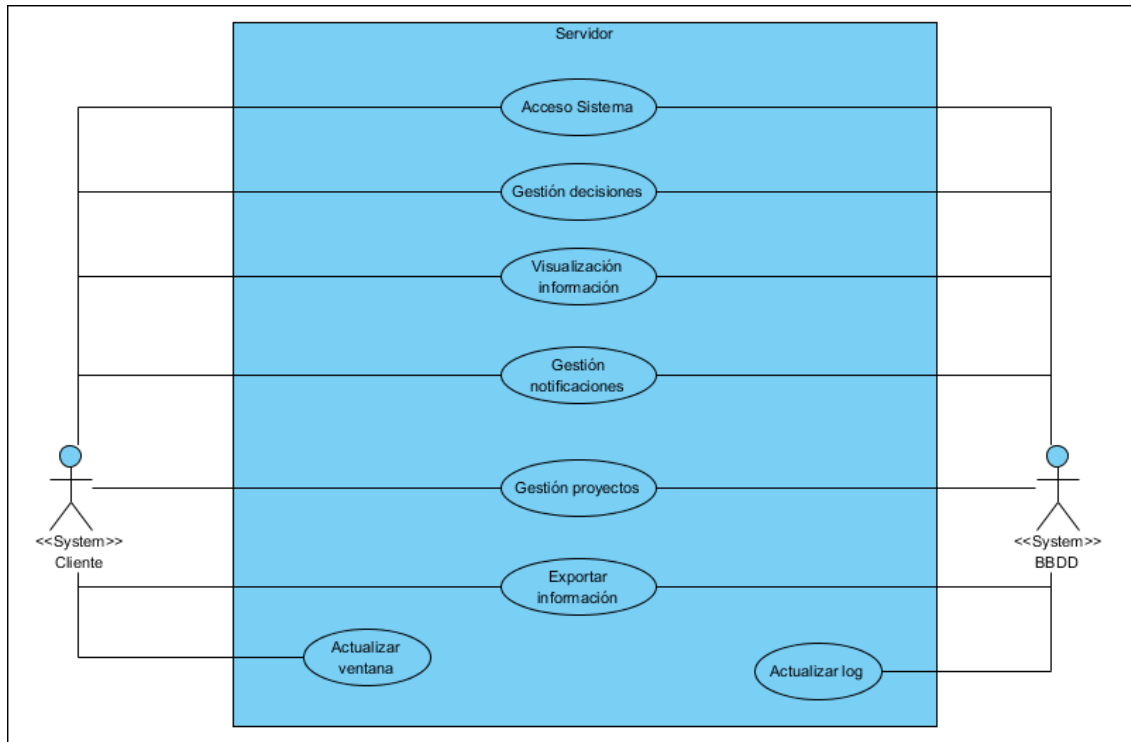 Servidor
Acceso Sistema
Gestión decisiones
Visualización
información
Gestión
notificaciones
Gestión proyectos
<<System>>
Cliente
<<System>>
BBDD
Exportar
información
Actualizar
ventana
Actualizar log